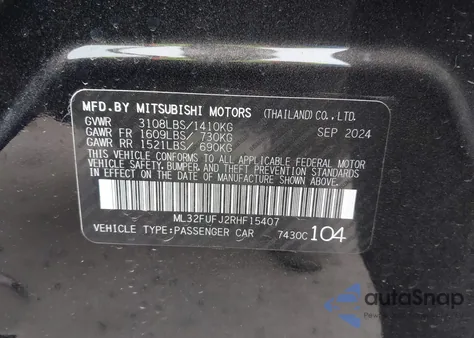 MFD.BY MITSUBISHI MOTORS (THAILAND) CO., LTD.
GVWR 3108LBS/1410KG SEP 2024
GAWR FR 1609LBS/ 730KG
GAWR RR 1521LBS/ 690KG
THIS VEHICLE CONFORMS TO ALL APPLICABLE FEDERAL MOTOR
VEHICLE SAFETY, BUMPER, AND THEFT PREVENTION STANDARDS
IN EFFECT ON THE DATE OF MANUFACTURE SHOWN ABOVE.
ML32FUFJ2RHF15407
VEHICLE TYPE:PASSENGER CAR 7430C 104
autoSnap